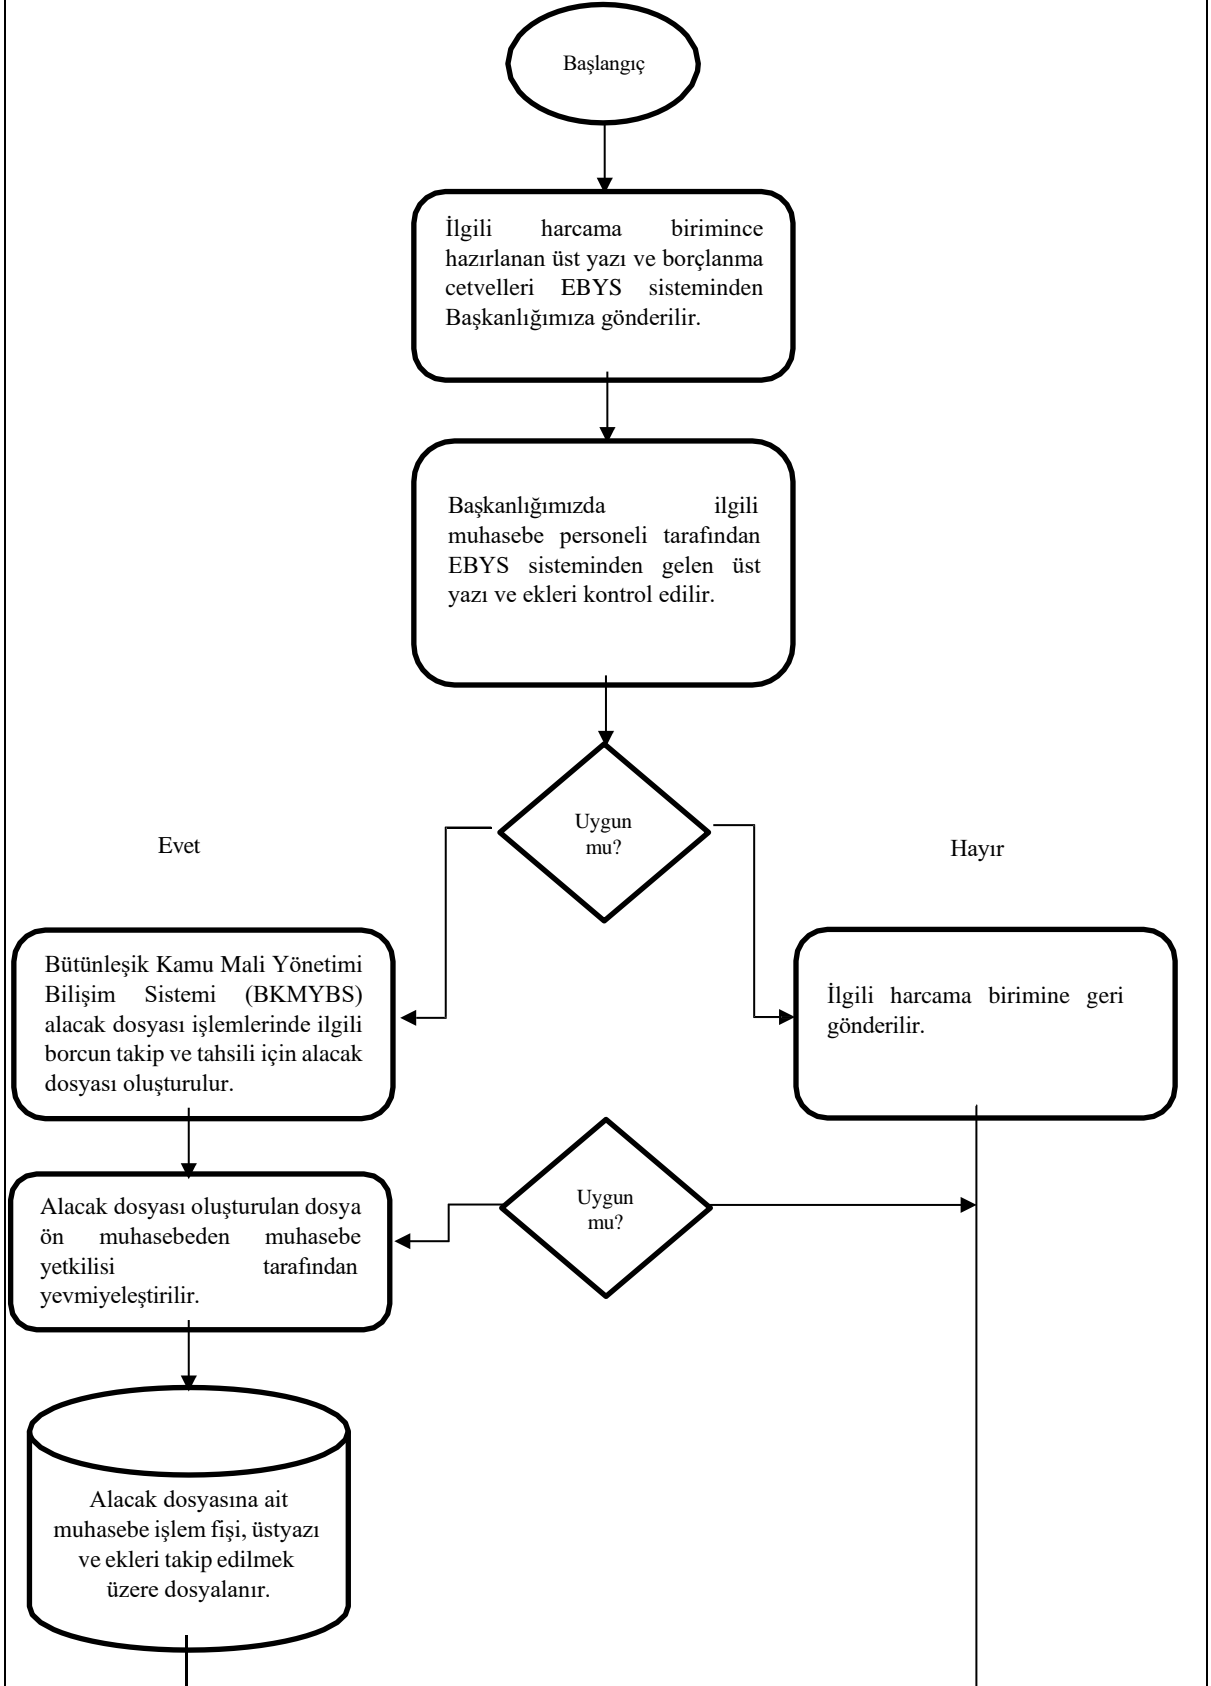 Başlangıç
İlgili harcama birimince
hazırlanan üst yazı ve borçlanma
cetvelleri EBYS sisteminden
Başkanlığımıza gönderilir.
Başkanlığımızda ilgili
muhasebe personeli tarafından
EBYS sisteminden gelen üst
yazı ve ekleri kontrol edilir.
Uygun
mu?
Evet
Hayır
Bütünleşik Kamu Mali Yönetimi
Bilişim Sistemi (BKMYBS)
alacak dosyası işlemlerinde ilgili
borcun takip ve tahsili için alacak
dosyası oluşturulur.
İlgili harcama birimine geri
gönderilir.
Uygun
mu?
Alacak dosyası oluşturulan dosya
ön muhasebeden muhasebe
yetkilisi tarafından
yevmiyeleştirilir.
Alacak dosyasına ait
muhasebe işlem fişi, üstyazı
ve ekleri takip edilmek
üzere dosyalanır.